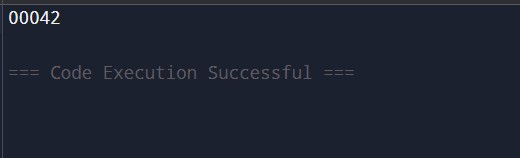 00042
=== Code Execution Successful ===